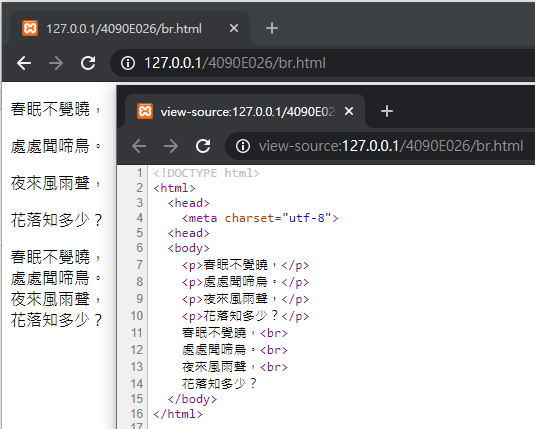 127.0.0.1/4090E026/br.html
127.0.0.1/4090E026/br.html
春眠不覺曉，
處處聞啼鳥。
夜來風雨聲，
花落知多少？
春眠不覺曉，
處處聞啼鳥。
夜來風雨聲，
花落知多少？
view-source:127.0.0.1/4090E02
view-source:127.0.0.1/4090E026/br.html
1 <!DOCTYPE html>
2 <html>
3 <head>
4 <meta charset="utf-8">
5 <head>
6 <body>
7 <p>春眠不覺曉，</p>
8 <p>處處聞啼鳥。</p>
9 <p>夜來風雨聲，</p>
10 <p>花落知多少？</p>
11 春眠不覺曉，<br>
12 處處聞啼鳥。<br>
13 夜來風雨聲，<br>
14 花落知多少？
15 </body>
16 </html>
17